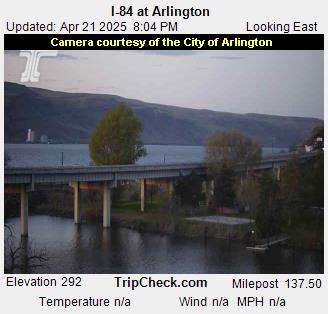 I-84 at Arlington
Updated: Apr 21 2025 8:04 PM Looking East
Camera courtesy of the City of Arlington
Elevation 292 TripCheck.com Milepost 137.50
Temperature n/a Wind n/a MPH n/a